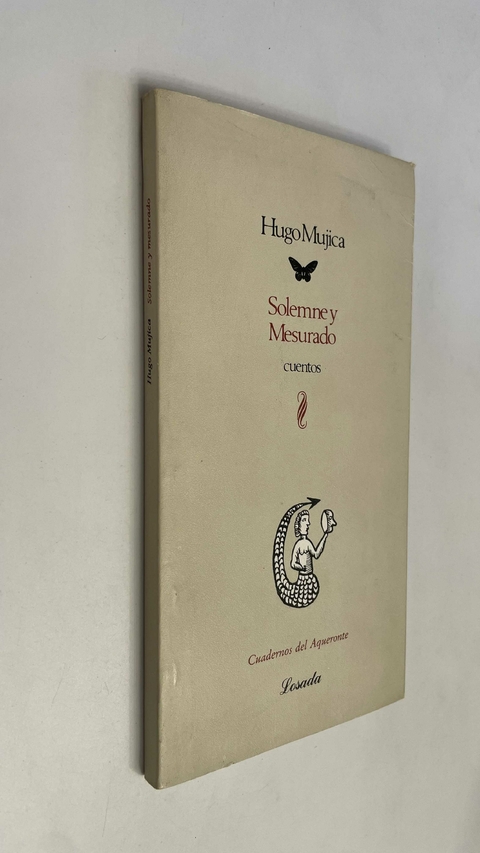 Hugo Mujica
Solemne y
Mesurado
cuentos
Cuadernos del Aqueronte
Losada
Hugo Mujica Solemne y mesurado